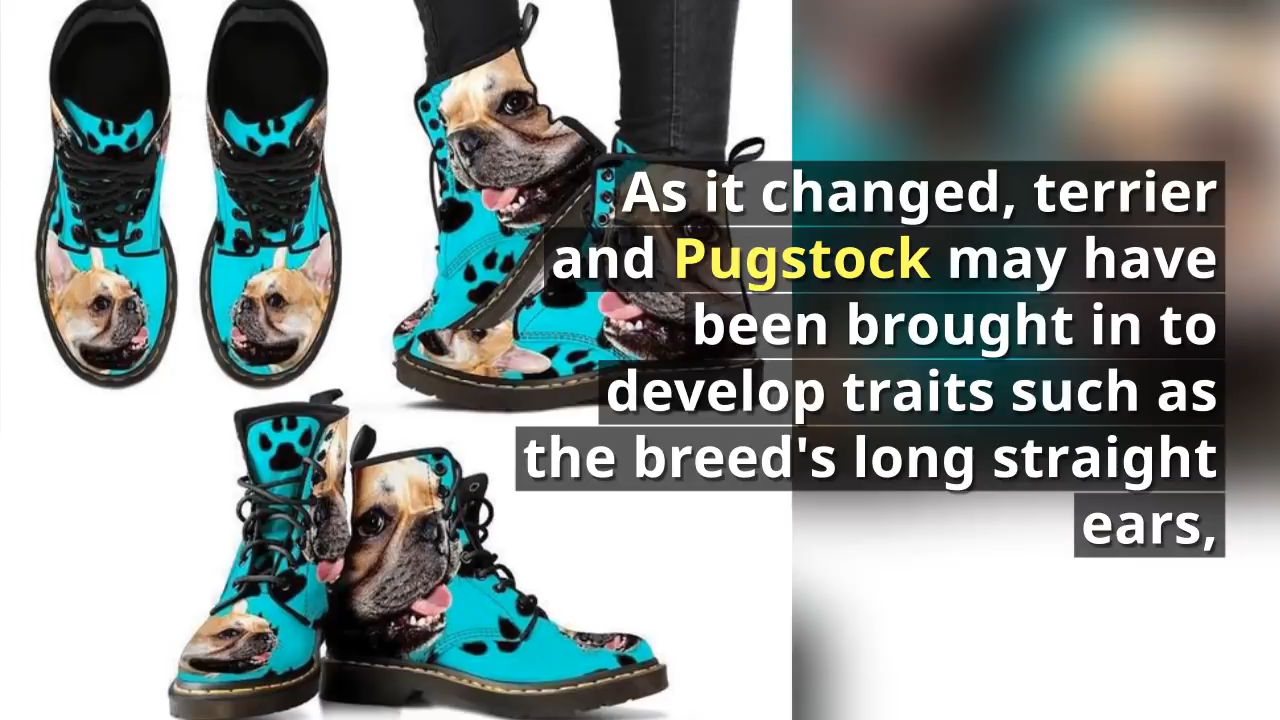 As it changed, terrier
and Pugstock may have
been brought in to
develop traits such as
the breed's long straight
ears,